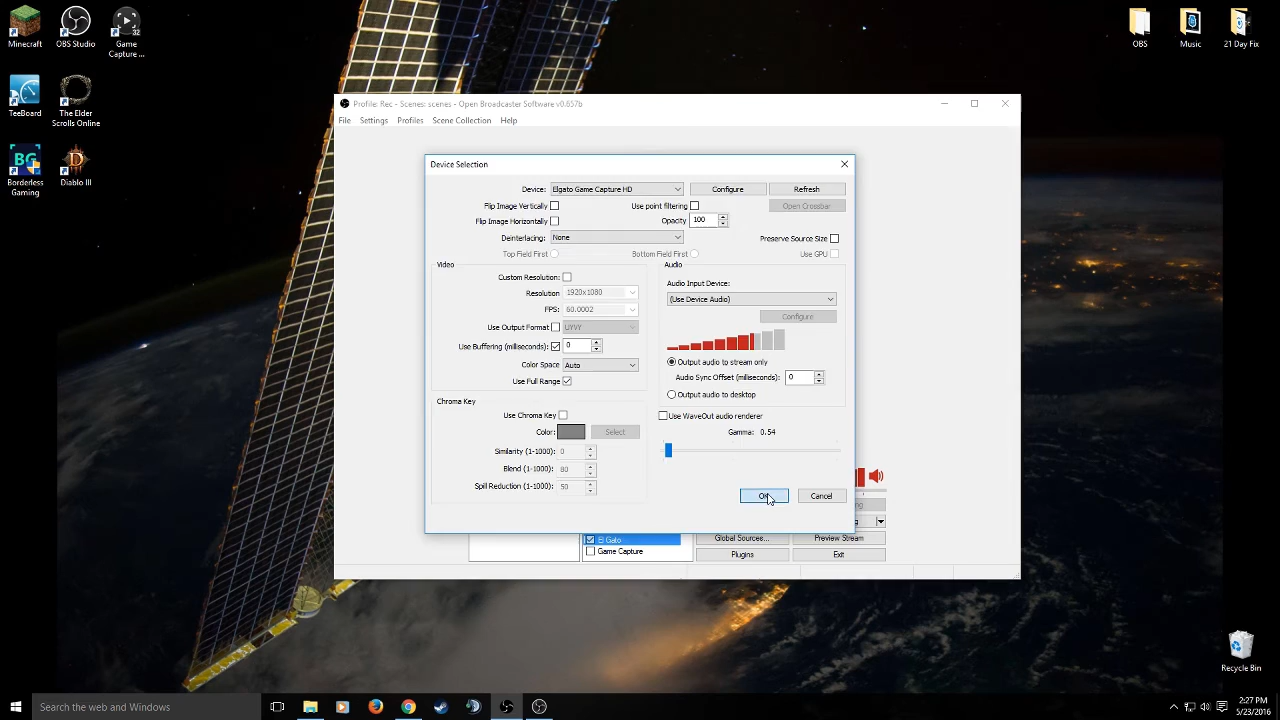 Minecraft
OBS Studio
Game
Capture ...
32
TeeBoard
The Elder
Scrolls Online
BG
Borderless
Gaming
Diablo III
OBS
Music
21 Day Fix
Profile: Rec - Scenes: scenes - Open Broadcaster Software v0.657b
File Settings Profiles Scene Collection Help
Device Selection
Device: Elgato Game Capture HD Configure Refresh
Flip Image Vertically Use point filtering Open Crossbar
Flip Image Horizontally Opacity 100
Deinterlacing: None Preserve Source Size
Top Field First Bottom Field First Use GPU
Video
Custom Resolution:
Resolution 1920x1080
FPS: 60.0002
Use Output Format UYVY
Use Buffering (milliseconds): 0
Color Space Auto
Use Full Range
Audio
Audio Input Device:
(Use Device Audio)
Configure
Output audio to stream only
Audio Sync Offset (milliseconds): 0
Output audio to desktop
Chroma Key
Use Chroma Key
Color: Select
Similarity (1-1000) 0
Blend (1-1000): 80
Spill Reduction (1-1000): 50
Use WaveOut audio renderer
Gamma: 0.54
OK Cancel
El Gato
Game Capture
Global Sources... Preview Stream
Plugins Exit
Recycle Bin
Search the web and Windows
2:27 PM
5/23/2016